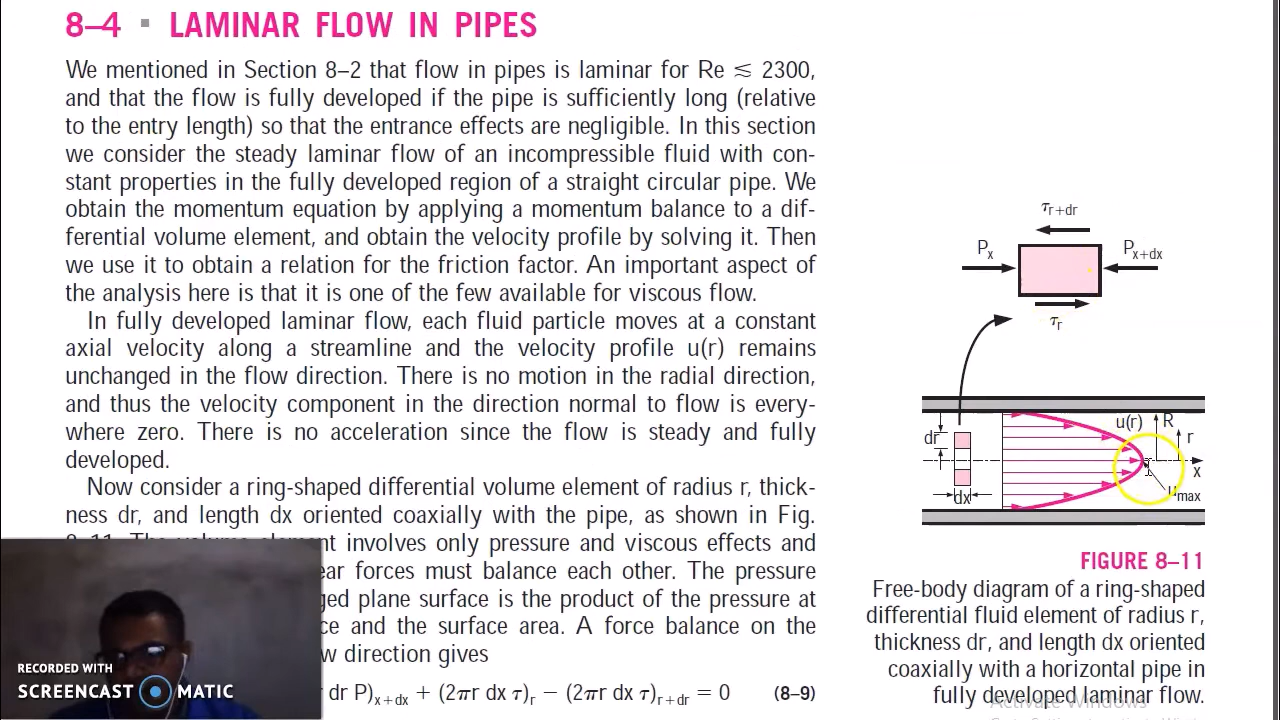 8–4 ▪ LAMINAR FLOW IN PIPES
We mentioned in Section 8–2 that flow in pipes is laminar for Re ≲ 2300,
and that the flow is fully developed if the pipe is sufficiently long (relative
to the entry length) so that the entrance effects are negligible. In this section
we consider the steady laminar flow of an incompressible fluid with con-
stant properties in the fully developed region of a straight circular pipe. We
obtain the momentum equation by applying a momentum balance to a dif-
ferential volume element, and obtain the velocity profile by solving it. Then
we use it to obtain a relation for the friction factor. An important aspect of
the analysis here is that it is one of the few available for viscous flow.
In fully developed laminar flow, each fluid particle moves at a constant
axial velocity along a streamline and the velocity profile u(r) remains
unchanged in the flow direction. There is no motion in the radial direction,
and thus the velocity component in the direction normal to flow is every-
where zero. There is no acceleration since the flow is steady and fully
developed.
Now consider a ring-shaped differential volume element of radius r, thick-
ness dr, and length dx oriented coaxially with the pipe, as shown in Fig.
8–11. The volume element involves only pressure and viscous effects and
ear forces must balance each other. The pressure
ged plane surface is the product of the pressure at
ce and the surface area. A force balance on the
w direction gives
r dr P)x+dx + (2πr dx τ)r − (2πr dx τ)r+dr = 0 (8–9)
τr+dr
Px
Px+dx
τr
u(r)
R
r
dr
x
dx
umax
FIGURE 8–11
Free-body diagram of a ring-shaped
differential fluid element of radius r,
thickness dr, and length dx oriented
coaxially with a horizontal pipe in
fully developed laminar flow.
Activate Windows
RECORDED WITH
SCREENCAST MATIC